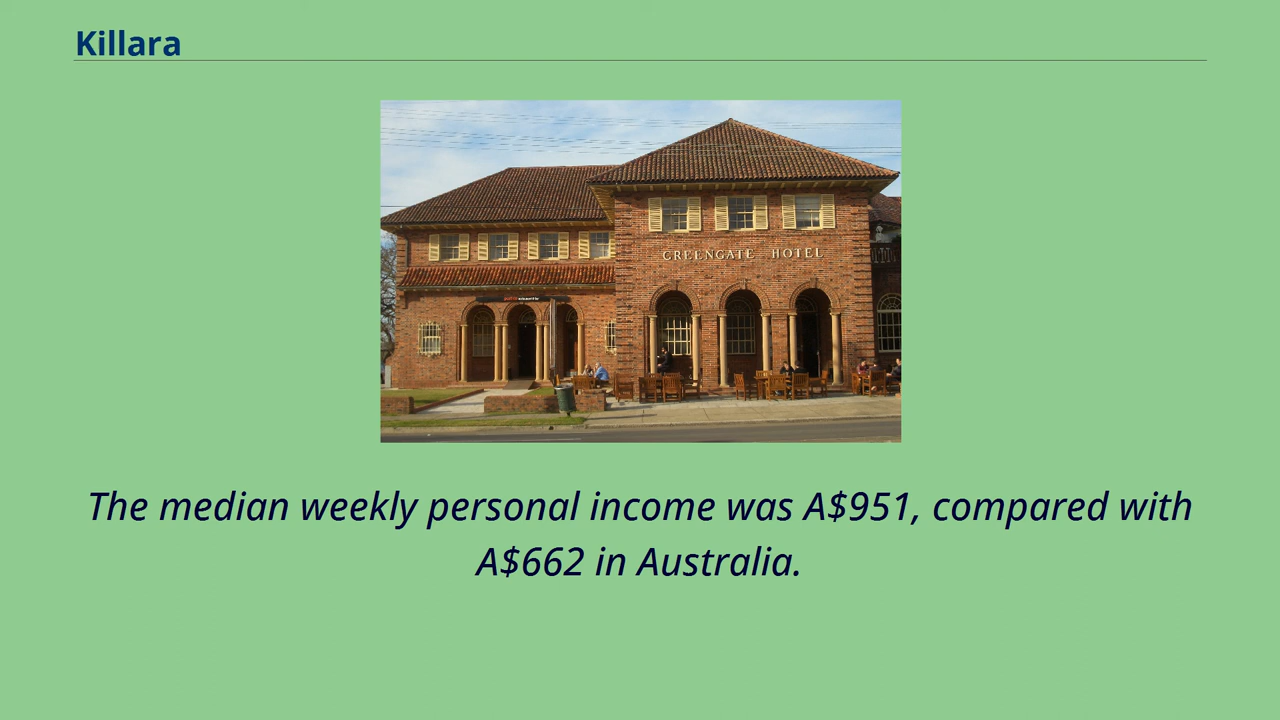 Killara
GREENGATE HOTEL
The median weekly personal income was A$951, compared with
A$662 in Australia.